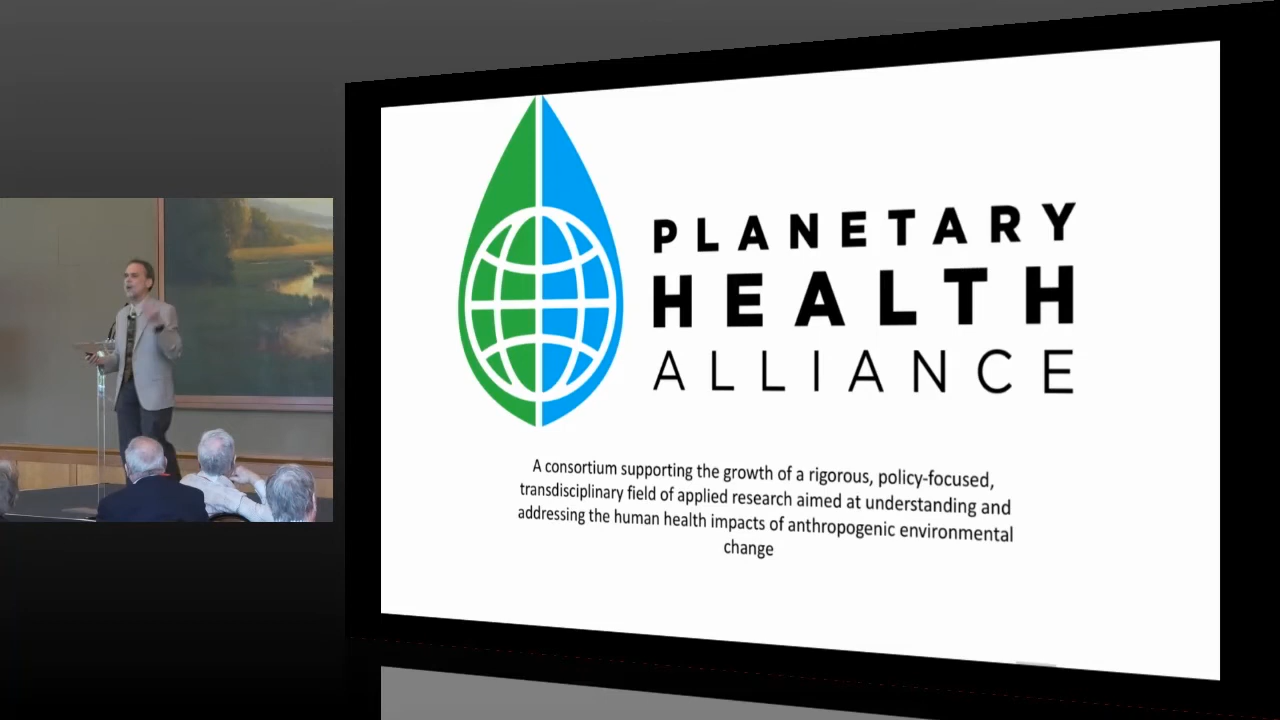 PLANETARY
HEALTH
ALLIANCE
A consortium supporting the growth of a rigorous, policy-focused,
transdisciplinary field of applied research aimed at understanding and
addressing the human health impacts of anthropogenic environmental
change